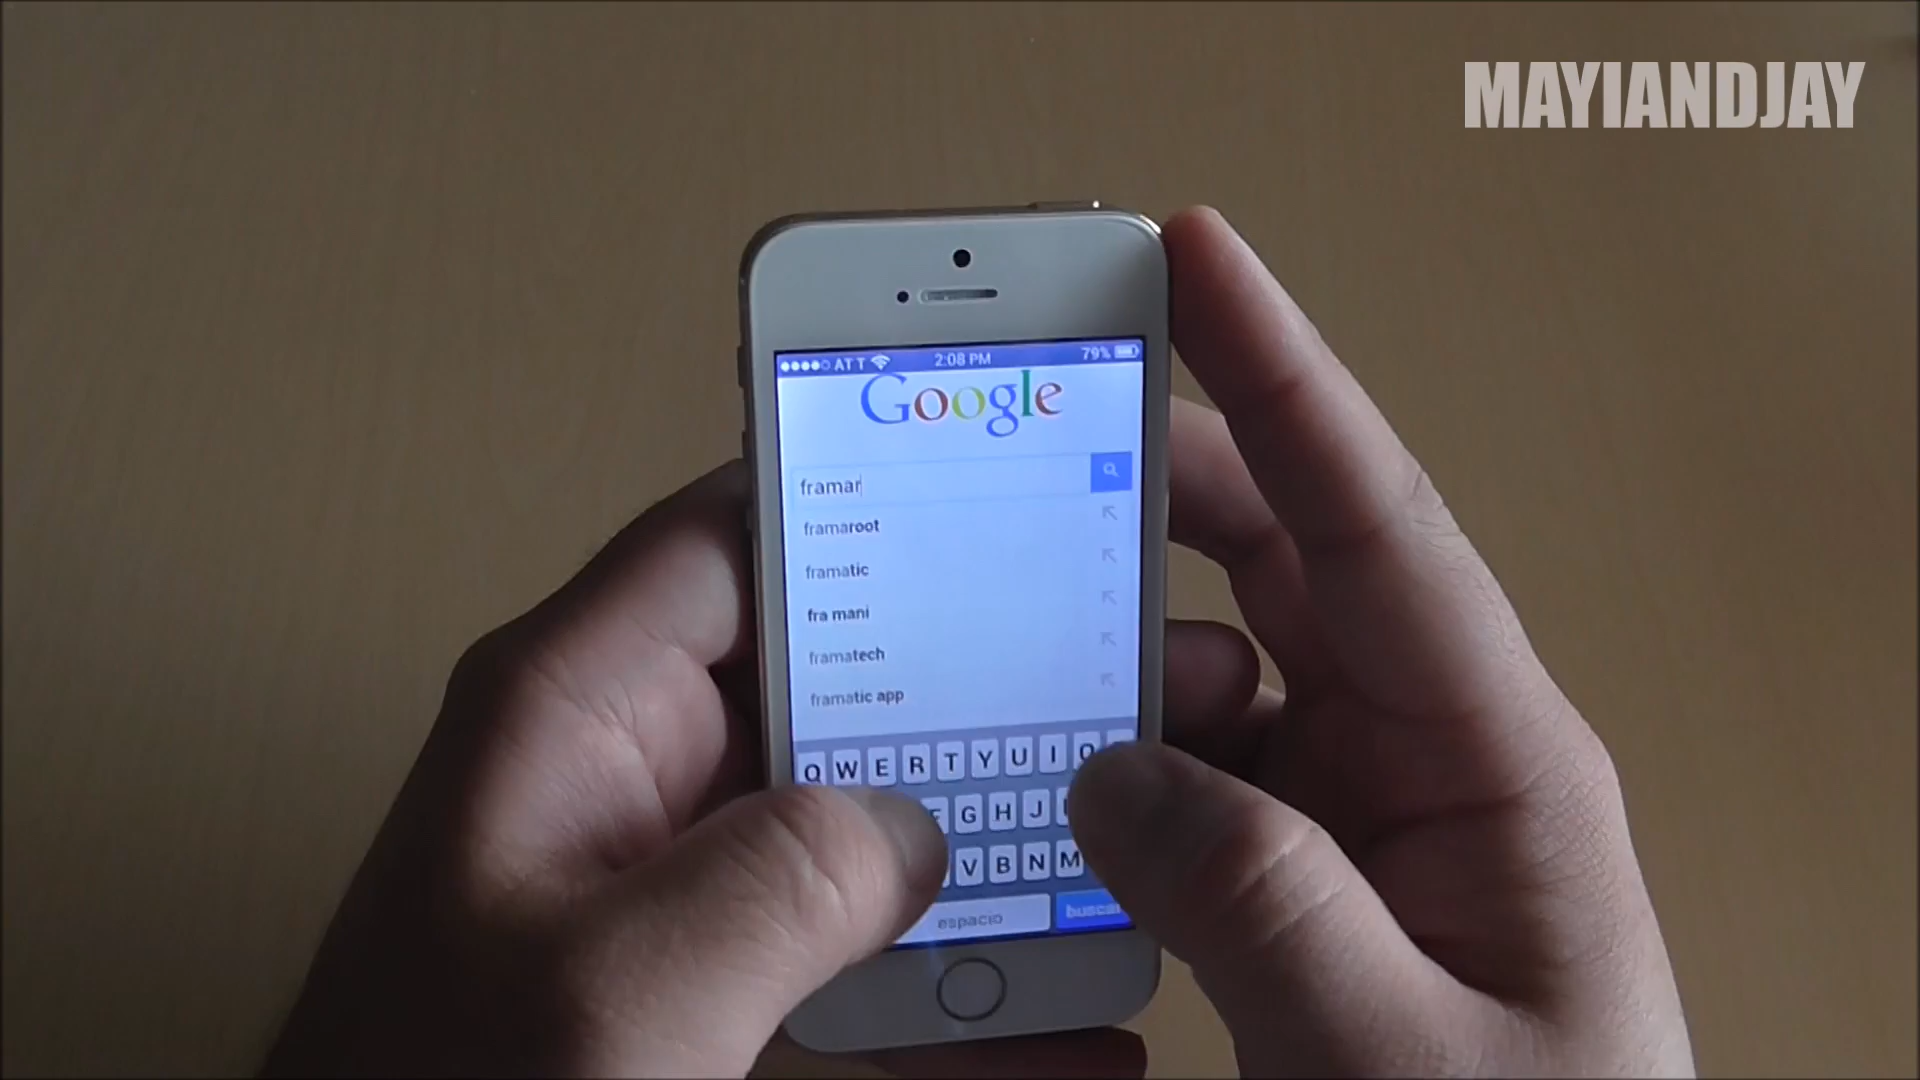 MAYIANDJAY
AT T 2:08 PM 79%
Google
framar
framaroot
framatic
fra mani
framatech
framatic app
Q W E R T Y U I O
G H J
V B N M
espacio buscar